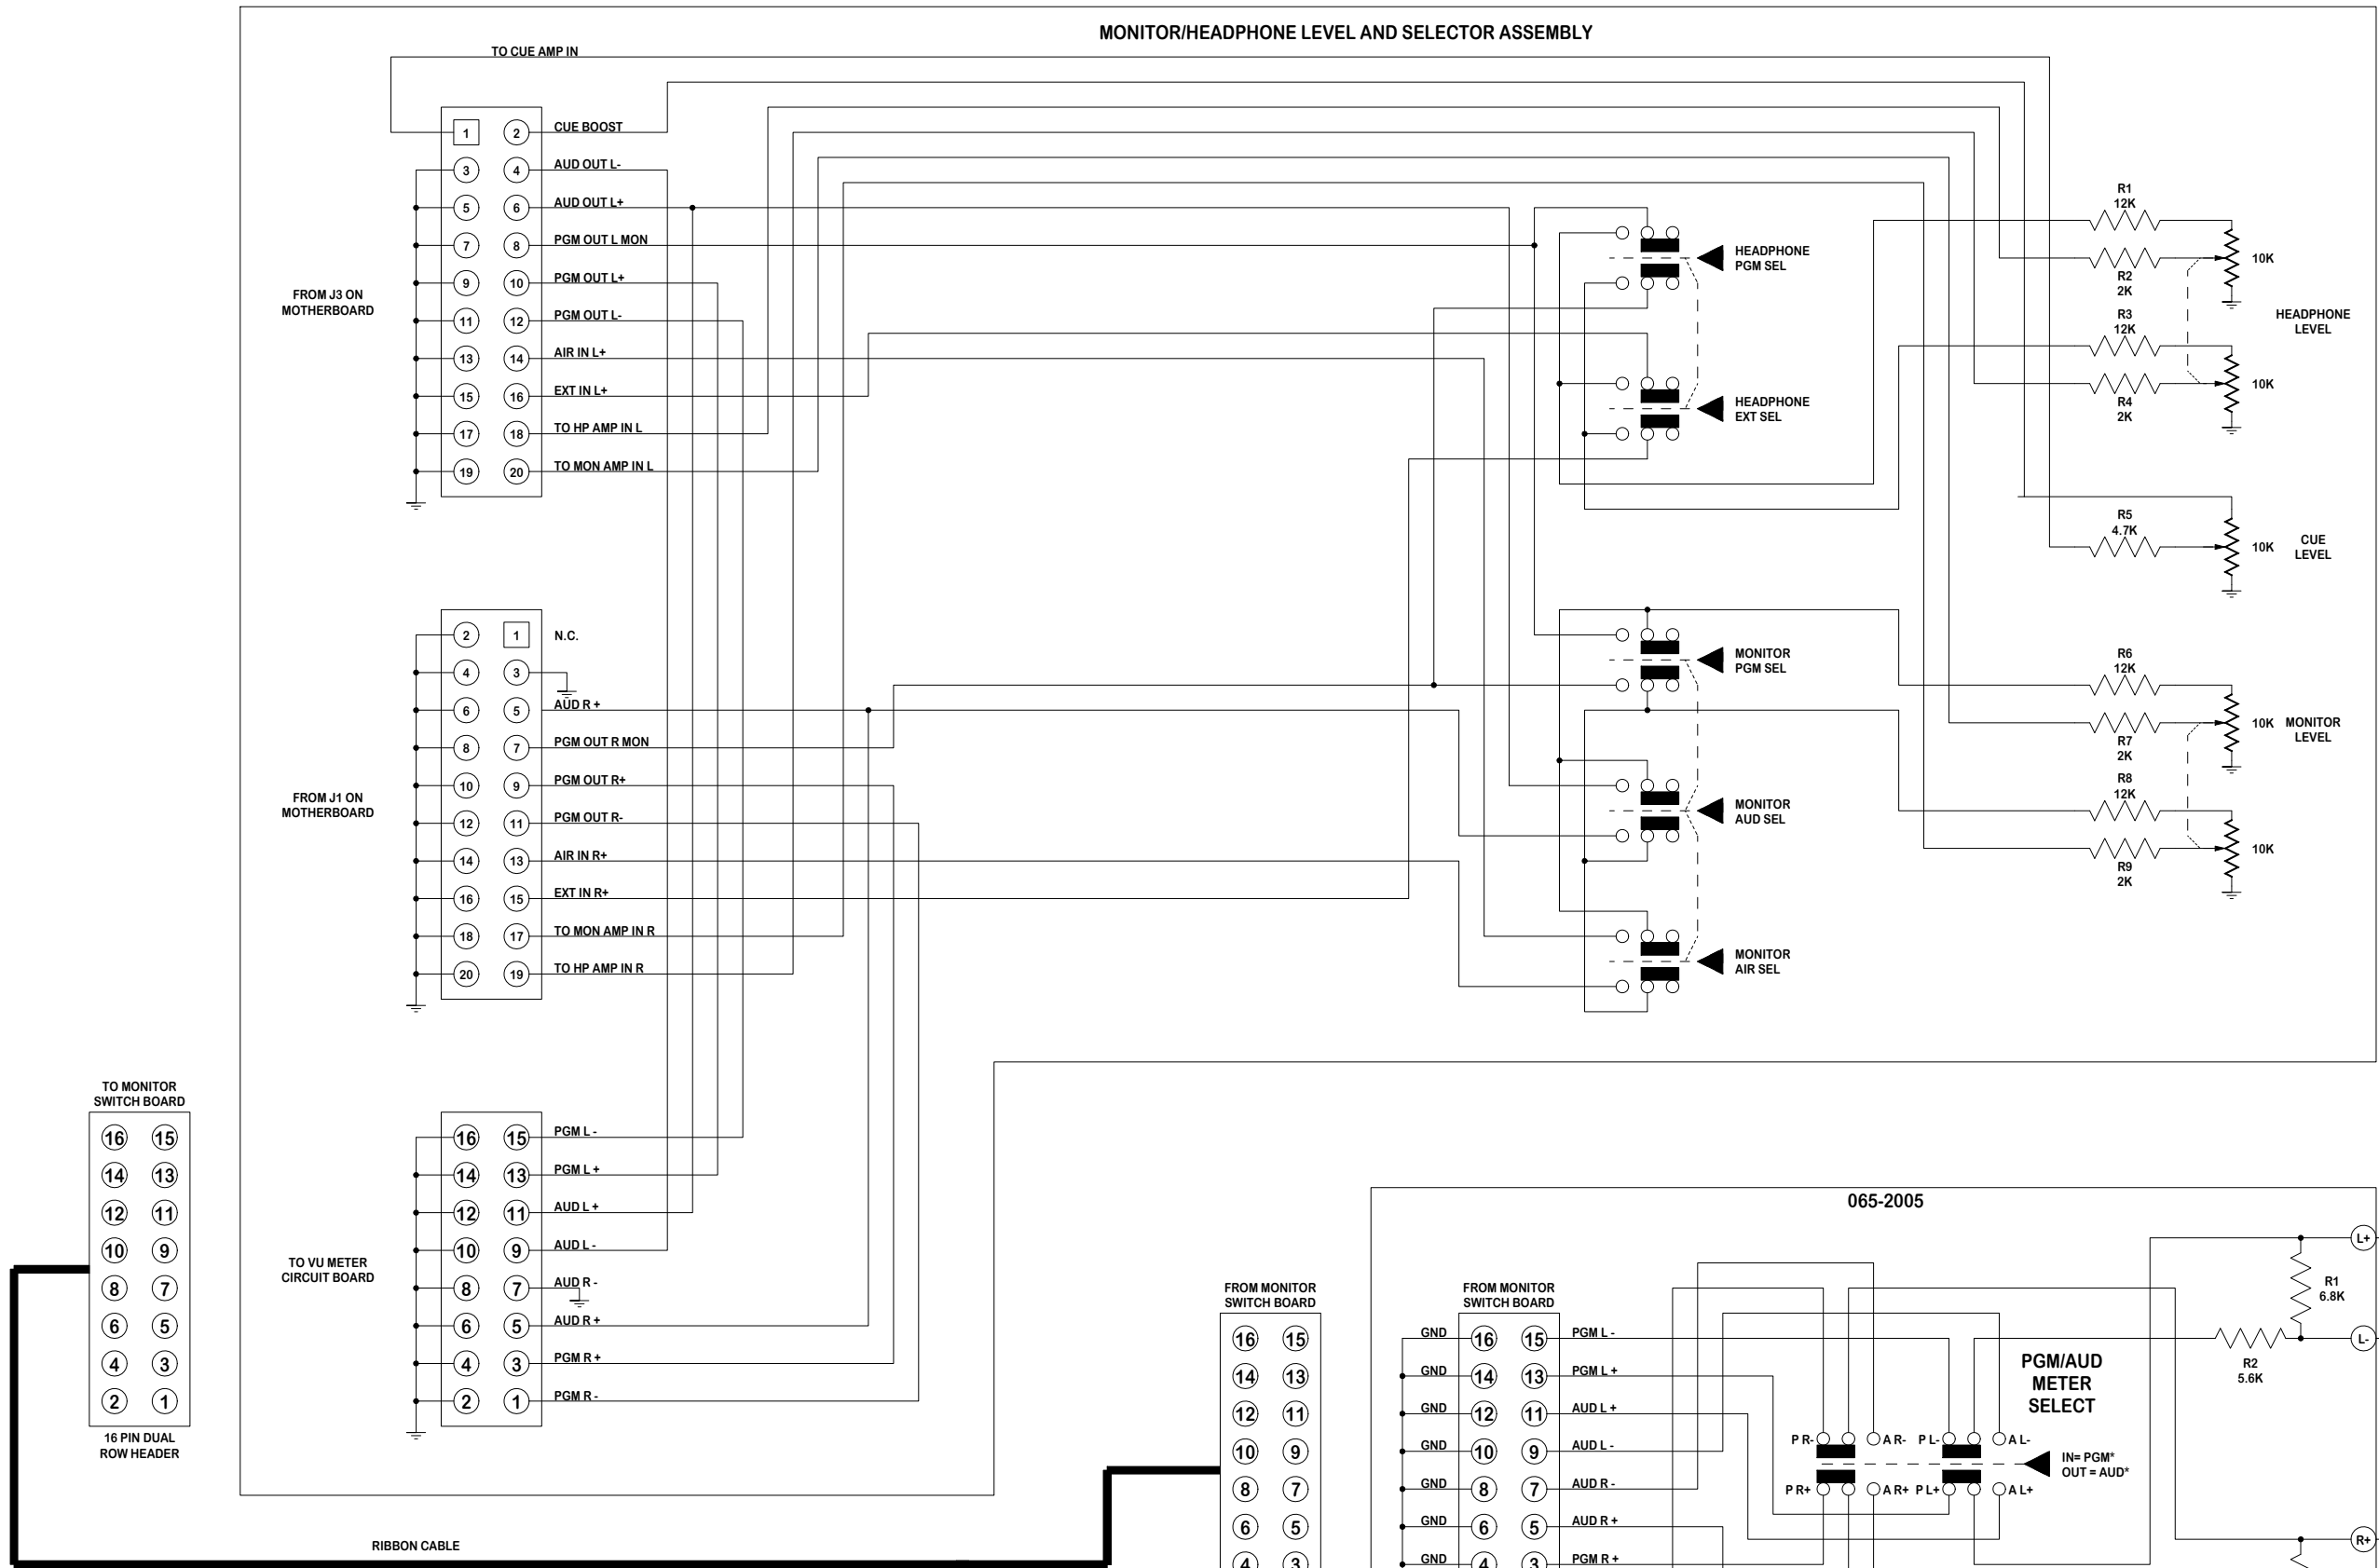 MONITOR/HEADPHONE LEVEL AND SELECTOR ASSEMBLY
TO CUE AMP IN
FROM J3 ON
MOTHERBOARD
1 2 CUE BOOST
3 4 AUD OUT L-
5 6 AUD OUT L+
7 8 PGM OUT L MON
9 10 PGM OUT L+
11 12 PGM OUT L-
13 14 AIR IN L+
15 16 EXT IN L+
17 18 TO HP AMP IN L
19 20 TO MON AMP IN L
HEADPHONE
PGM SEL
HEADPHONE
EXT SEL
R1
12K
R2
2K
10K
R3
12K
R4
2K
10K
HEADPHONE
LEVEL
R5
4.7K
10K
CUE
LEVEL
FROM J1 ON
MOTHERBOARD
2 1 N.C.
4 3
6 5 AUD R +
8 7 PGM OUT R MON
10 9 PGM OUT R+
12 11 PGM OUT R-
14 13 AIR IN R+
16 15 EXT IN R+
18 17 TO MON AMP IN R
20 19 TO HP AMP IN R
MONITOR
PGM SEL
MONITOR
AUD SEL
MONITOR
AIR SEL
R6
12K
R7
2K
10K
MONITOR
LEVEL
R8
12K
R9
2K
10K
TO MONITOR
SWITCH BOARD
16 15
14 13
12 11
10 9
8 7
6 5
4 3
2 1
16 PIN DUAL
ROW HEADER
TO VU METER
CIRCUIT BOARD
16 15 PGM L -
14 13 PGM L +
12 11 AUD L +
10 9 AUD L -
8 7 AUD R -
6 5 AUD R +
4 3 PGM R +
2 1 PGM R -
RIBBON CABLE
FROM MONITOR
SWITCH BOARD
16 15
14 13
12 11
10 9
8 7
6 5
4 3
065-2005
FROM MONITOR
SWITCH BOARD
GND 16 15 PGM L -
GND 14 13 PGM L +
GND 12 11 AUD L +
GND 10 9 AUD L -
GND 8 7 AUD R -
GND 6 5 AUD R +
GND 4 3 PGM R +
PGM/AUD
METER
SELECT
P R- A R- P L- A L-
P R+ A R+ P L+ A L+
IN= PGM*
OUT = AUD*
L+
R1
6.8K
L-
R2
5.6K
R+